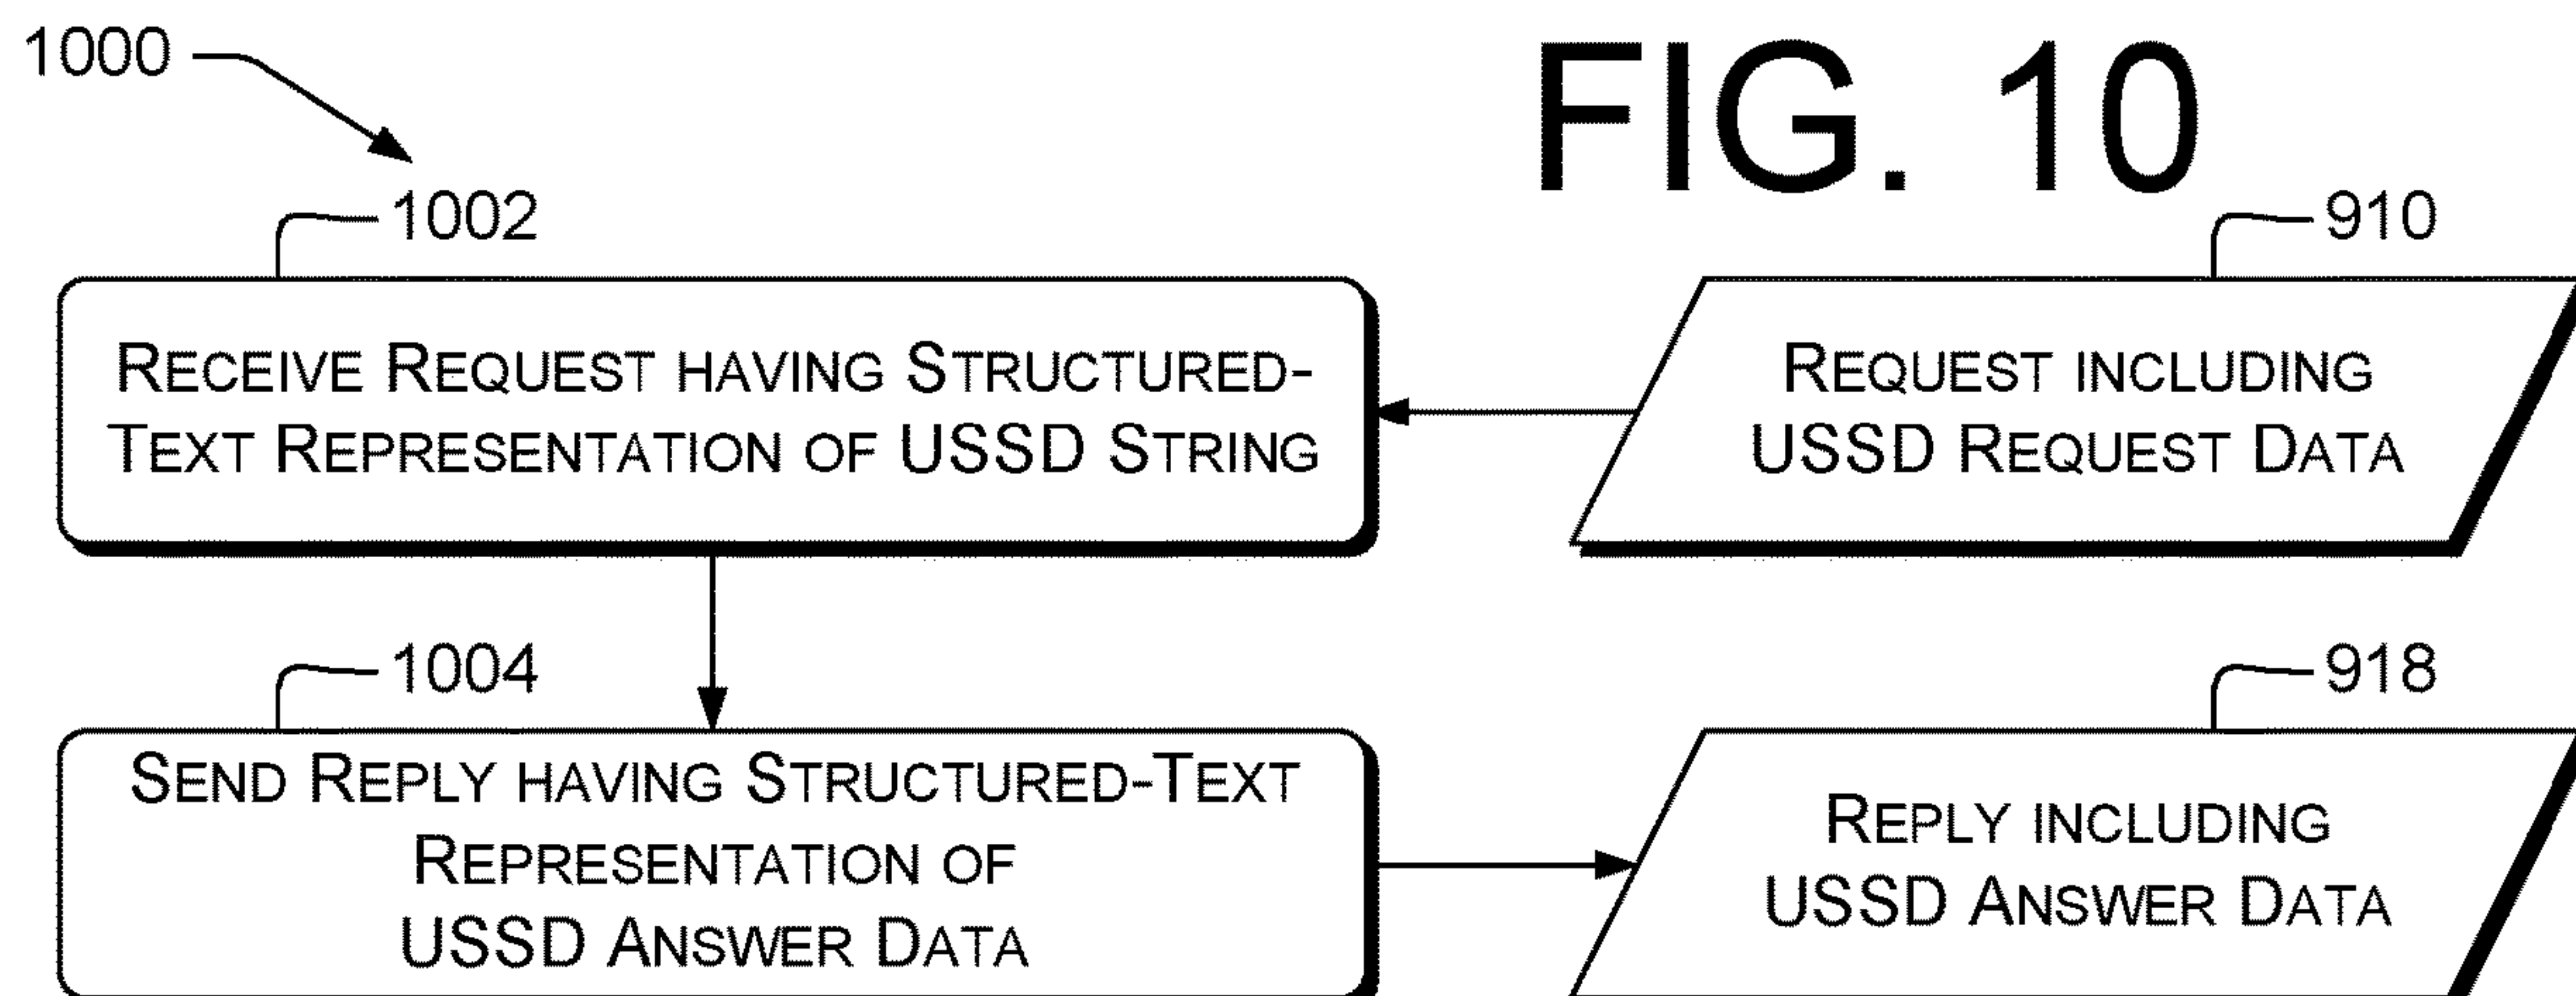 1000
FIG. 10
1002
910
RECEIVE REQUEST HAVING STRUCTURED-
TEXT REPRESENTATION OF USSD STRING
REQUEST INCLUDING
USSD REQUEST DATA
1004
918
SEND REPLY HAVING STRUCTURED-TEXT
REPRESENTATION OF
USSD ANSWER DATA
REPLY INCLUDING
USSD ANSWER DATA